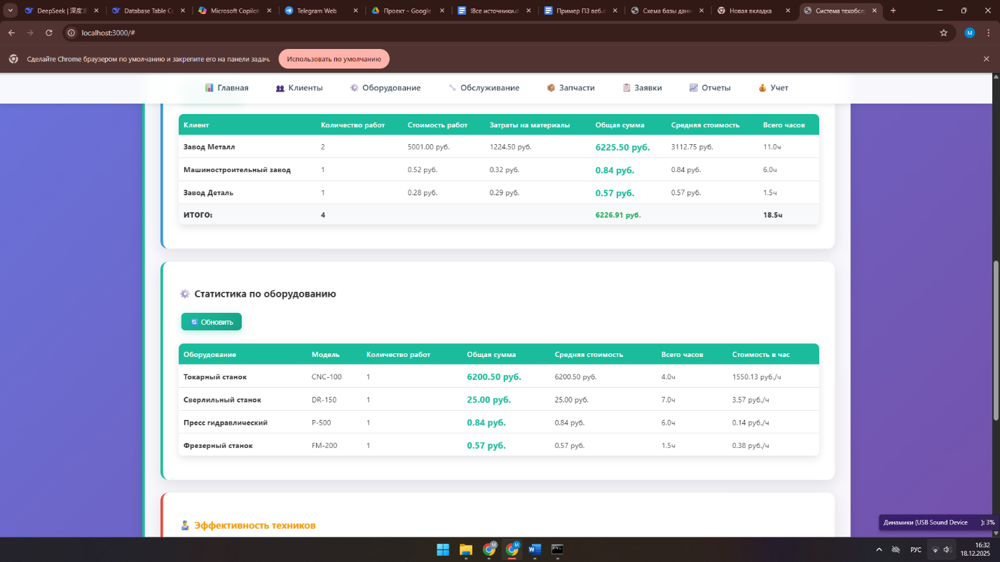 DeepSeek | 深度
Database Table Co
Microsoft Copilot
Telegram Web
Проект – Google
!Все источники.d
Пример ПЗ веб.d
Схема базы данн
Новая вкладка
Система техобслу
localhost:3000/#
M
Сделайте Chrome браузером по умолчанию и закрепите его на панели задач.
Использовать по умолчанию
Главная
Клиенты
Оборудование
Обслуживание
Запчасти
Заявки
Отчеты
Учет
Клиент Количество работ Стоимость работ Затраты на материалы Общая сумма Средняя стоимость Всего часов
Завод Металл 2 5001.00 руб. 1224.50 руб. 6225.50 руб. 3112.75 руб. 11.0ч
Машиностроительный завод 1 0.52 руб. 0.32 руб. 0.84 руб. 0.84 руб. 6.0ч
Завод Деталь 1 0.28 руб. 0.29 руб. 0.57 руб. 0.57 руб. 1.5ч
ИТОГО: 4 6226.91 руб. 18.5ч
Статистика по оборудованию
Обновить
Оборудование Модель Количество работ Общая сумма Средняя стоимость Всего часов Стоимость в час
Токарный станок CNC-100 1 6200.50 руб. 6200.50 руб. 4.0ч 1550.13 руб./ч
Сверлильный станок DR-150 1 25.00 руб. 25.00 руб. 7.0ч 3.57 руб./ч
Пресс гидравлический P-500 1 0.84 руб. 0.84 руб. 6.0ч 0.14 руб./ч
Фрезерный станок FM-200 1 0.57 руб. 0.57 руб. 1.5ч 0.38 руб./ч
Эффективность техников
Динамики (USB Sound Device ): 3%
РУС
16:32
18.12.2025